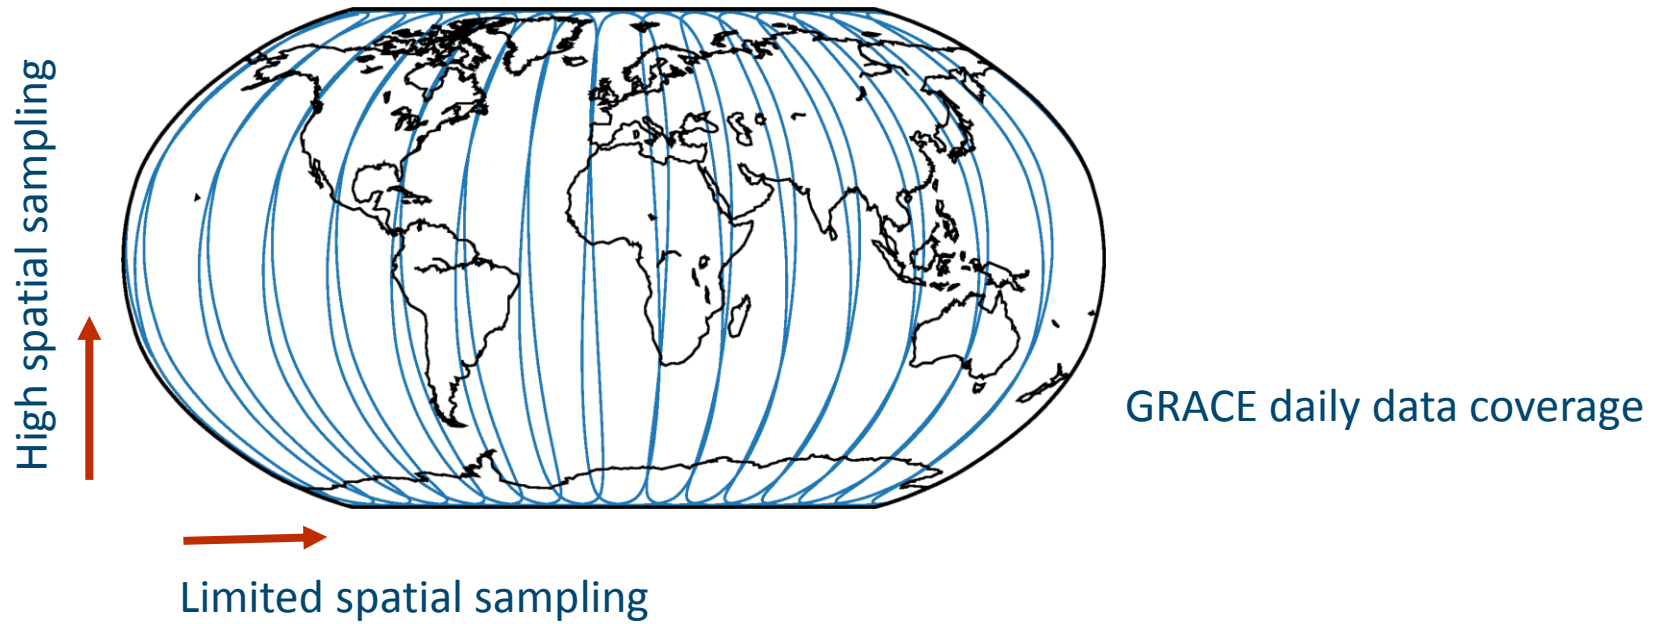 High spatial sampling
GRACE daily data coverage
Limited spatial sampling